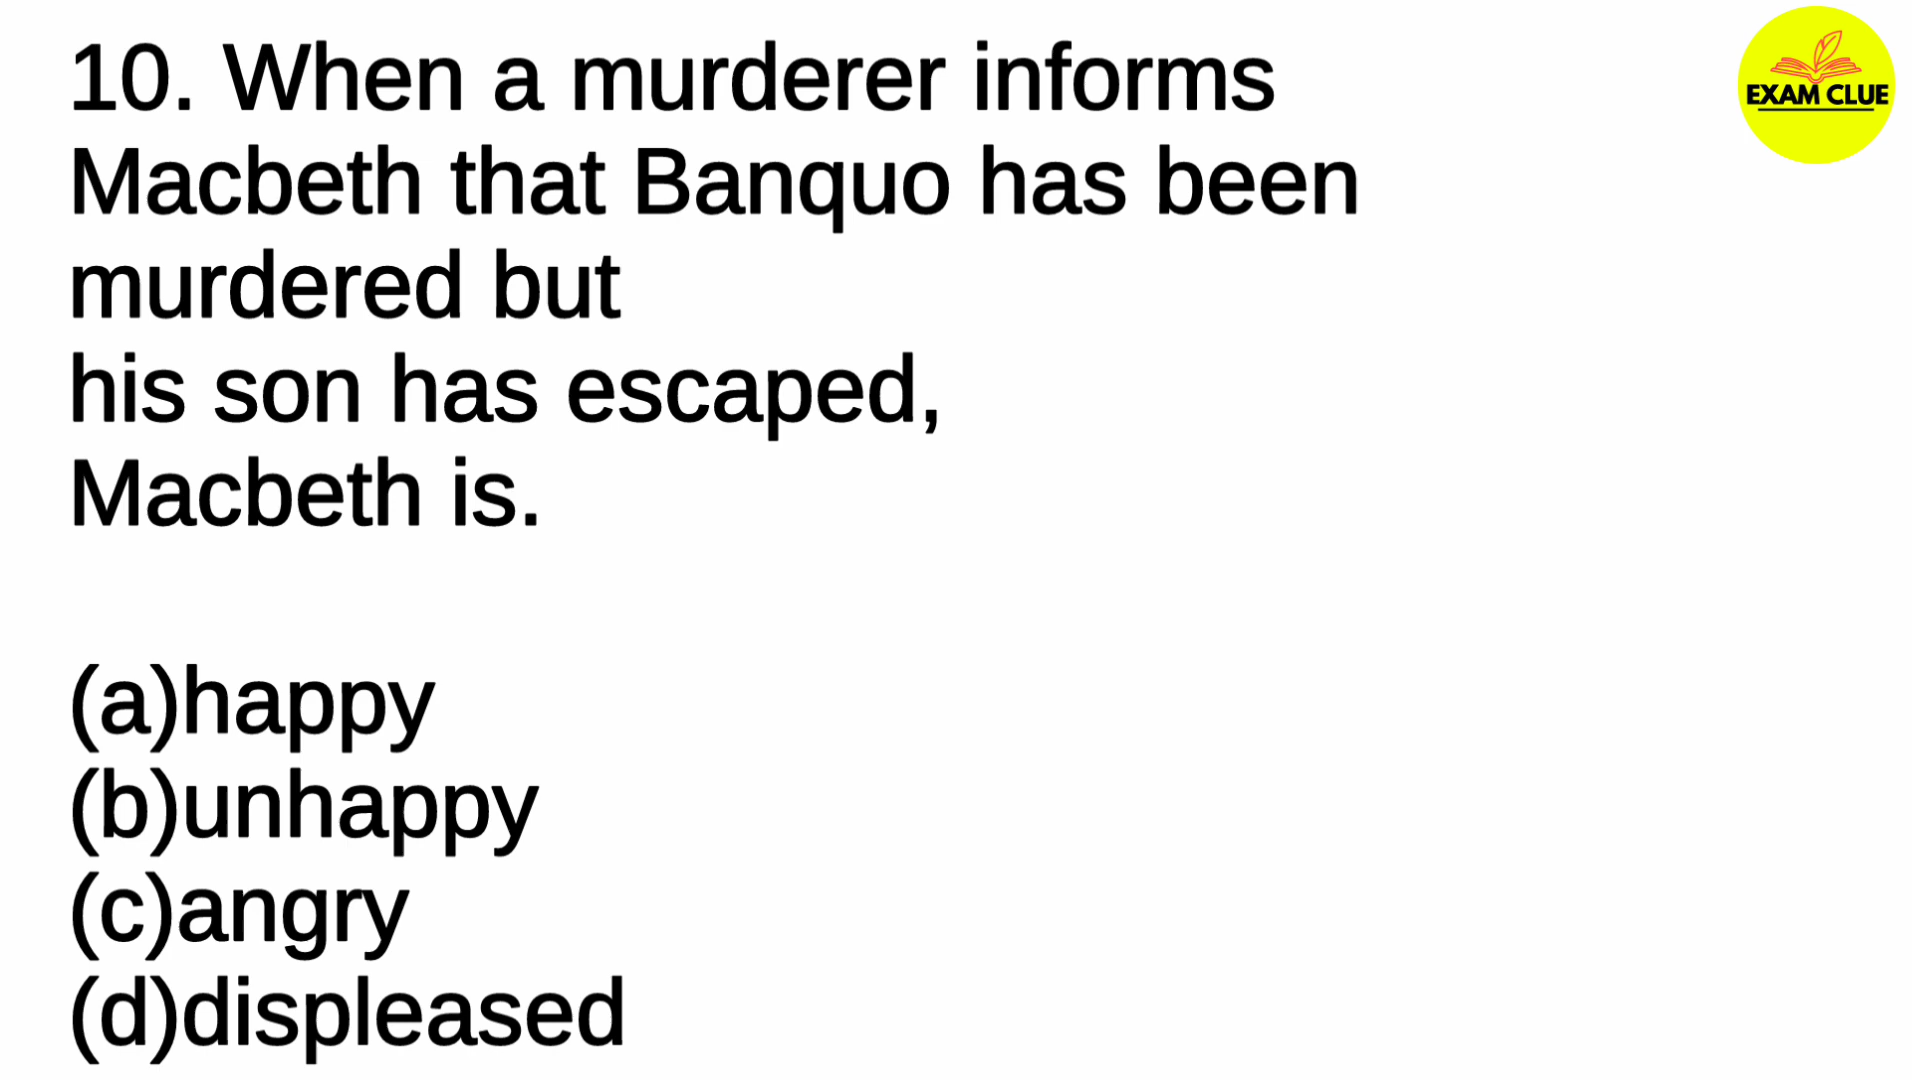 10. When a murderer informs
Macbeth that Banquo has been
murdered but
his son has escaped,
Macbeth is.
(a)happy
(b)unhappy
(c)angry
(d)displeased
EXAM CLUE